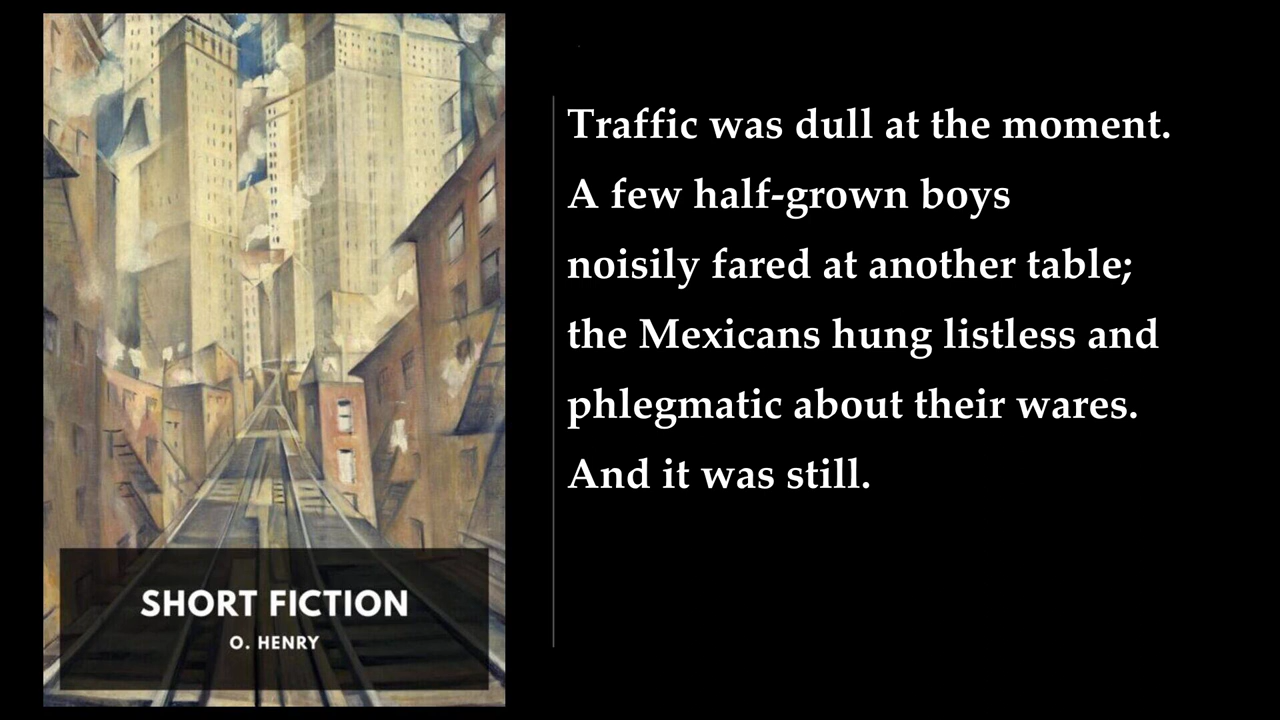 SHORT FICTION
O. HENRY
Traffic was dull at the moment.
A few half-grown boys
noisily fared at another table;
the Mexicans hung listless and
phlegmatic about their wares.
And it was still.